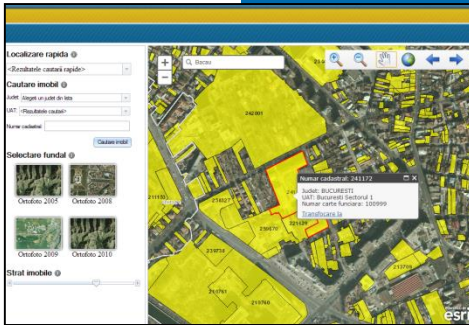 Localizare rapida
<Rezultatele cautarii rapide>
Cautare imobil
Judet: Alegeti un judet din lista
UAT: <Rezultatele cautarii>
Numar cadastral:
Cautare imobil
Selectare fundal
Ortofoto 2005
Ortofoto 2008
Ortofoto 2009
Ortofoto 2010
Strat imobile
+
−
Bacau
Numar cadastral: 241172
Judet: BUCURESTI
UAT: Bucuresti Sectorul 1
Numar carte funciara: 100999
Transfocare la
esri